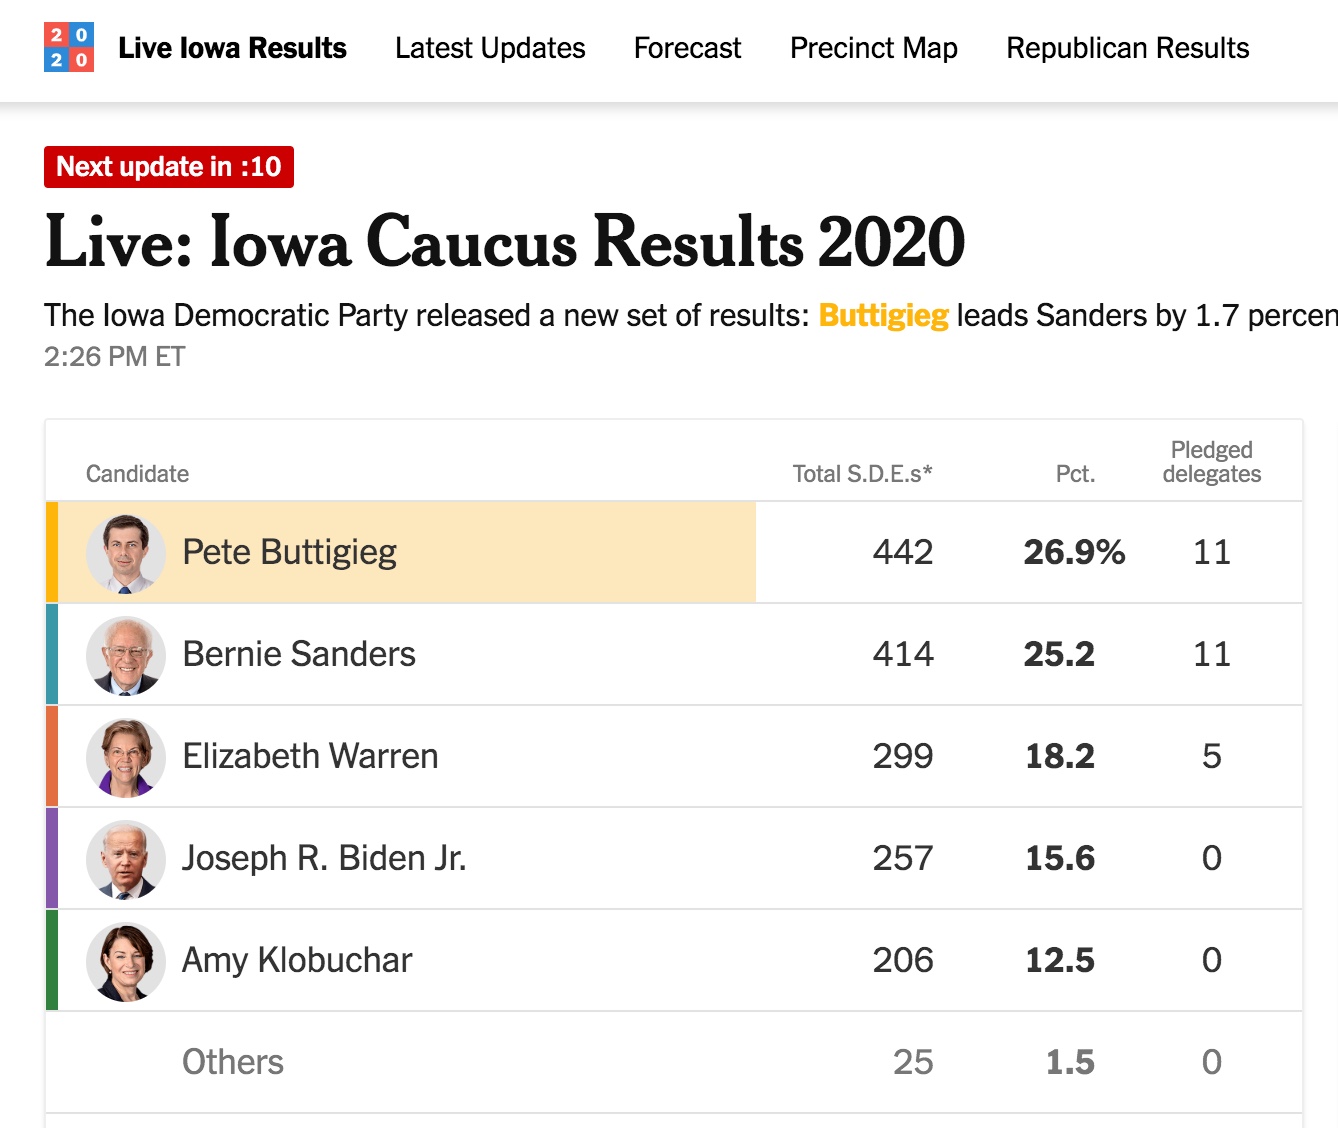 20
20
Live Iowa Results Latest Updates Forecast Precinct Map Republican Results
Next update in :10
Live: Iowa Caucus Results 2020
The Iowa Democratic Party released a new set of results: Buttigieg leads Sanders by 1.7 percen
2:26 PM ET
Candidate Total S.D.E.s* Pct. Pledged delegates
Pete Buttigieg 442 26.9% 11
Bernie Sanders 414 25.2 11
Elizabeth Warren 299 18.2 5
Joseph R. Biden Jr. 257 15.6 0
Amy Klobuchar 206 12.5 0
Others 25 1.5 0